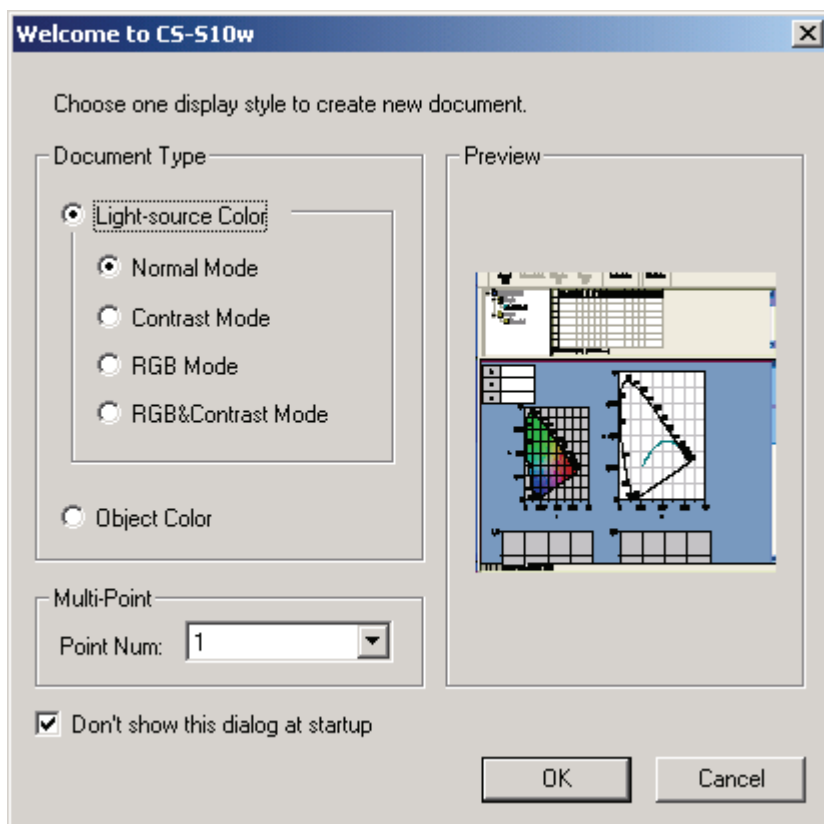 Welcome to CS-S10w
Choose one display style to create new document.
Document Type
Light-source Color
Normal Mode
Contrast Mode
RGB Mode
RGB&Contrast Mode
Object Color
Multi-Point
Point Num: 1
Don't show this dialog at startup
Preview
OK
Cancel